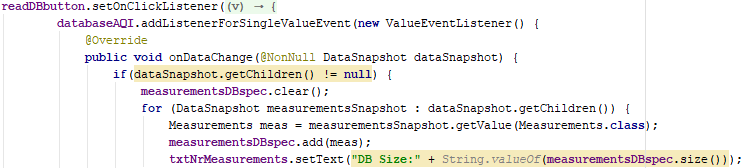 readDBbutton.setOnClickListener((v) → {
databaseAQI.addListenerForSingleValueEvent(new ValueEventListener() {
@Override
public void onDataChange(@NonNull DataSnapshot dataSnapshot) {
if(dataSnapshot.getChildren() != null) {
measurementsDBspec.clear();
for (DataSnapshot measurementsSnapshot : dataSnapshot.getChildren()) {
Measurements meas = measurementsSnapshot.getValue(Measurements.class);
measurementsDBspec.add(meas);
txtNrMeasurements.setText("DB Size:" + String.valueOf(measurementsDBspec.size()));